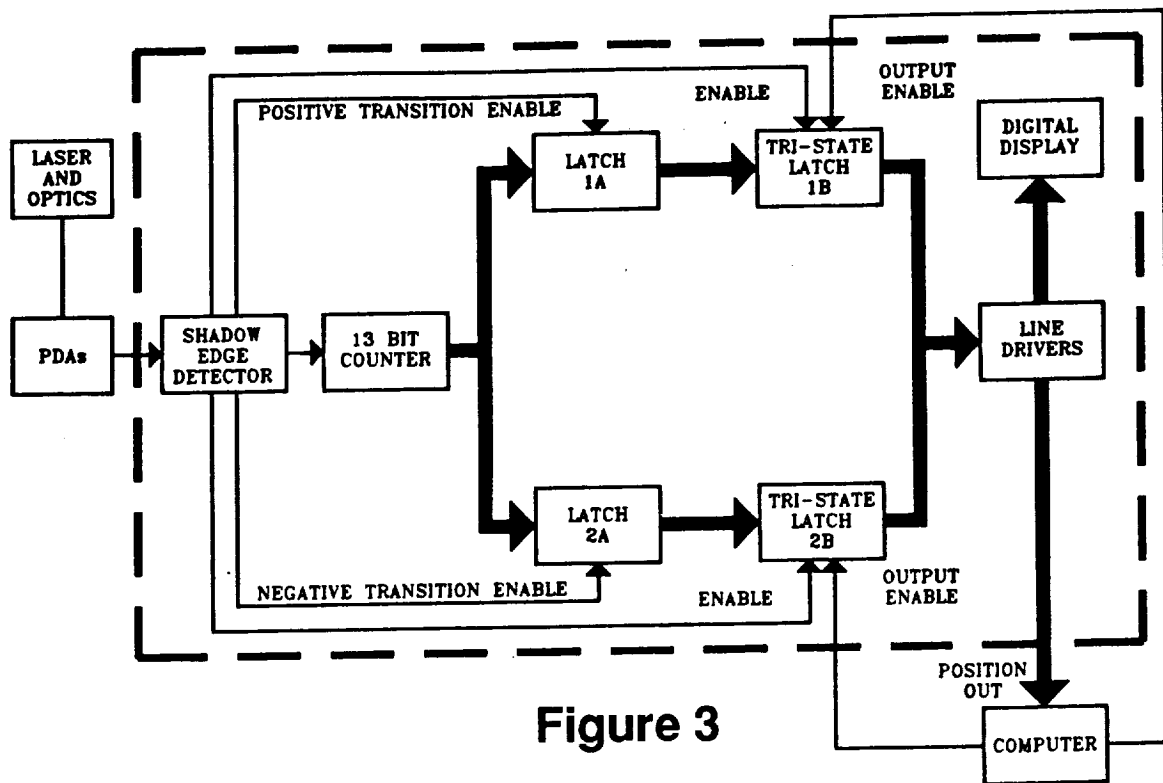 OUTPUT
ENABLE
ENABLE
POSITIVE TRANSITION ENABLE
DIGITAL
DISPLAY
LASER
AND
OPTICS
LATCH
1A
TRI-STATE
LATCH
1B
PDAs
SHADOW
EDGE
DETECTOR
13 BIT
COUNTER
LINE
DRIVERS
LATCH
2A
TRI-STATE
LATCH
2B
NEGATIVE TRANSITION ENABLE
ENABLE
OUTPUT
ENABLE
POSITION
OUT
COMPUTER
Figure 3